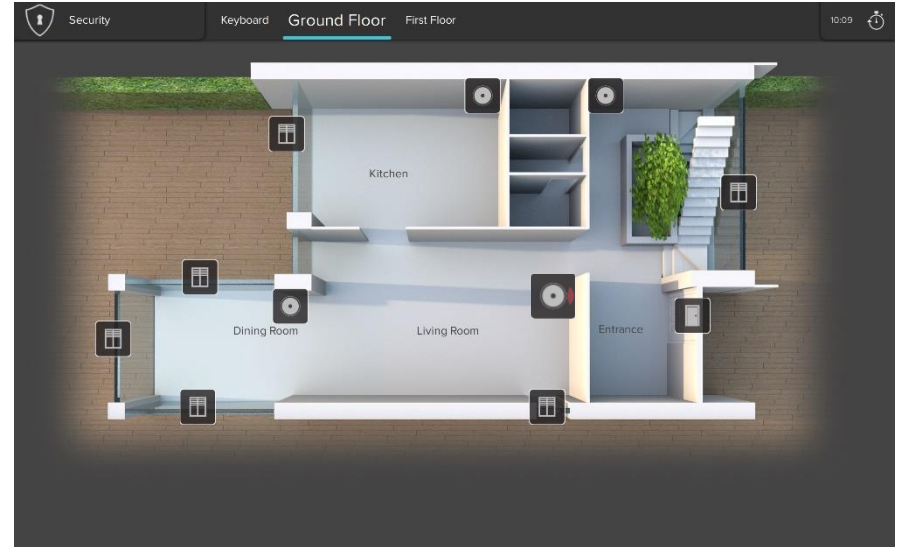 Security
Keyboard
Ground Floor
First Floor
10:09
Kitchen
Dining Room
Living Room
Entrance